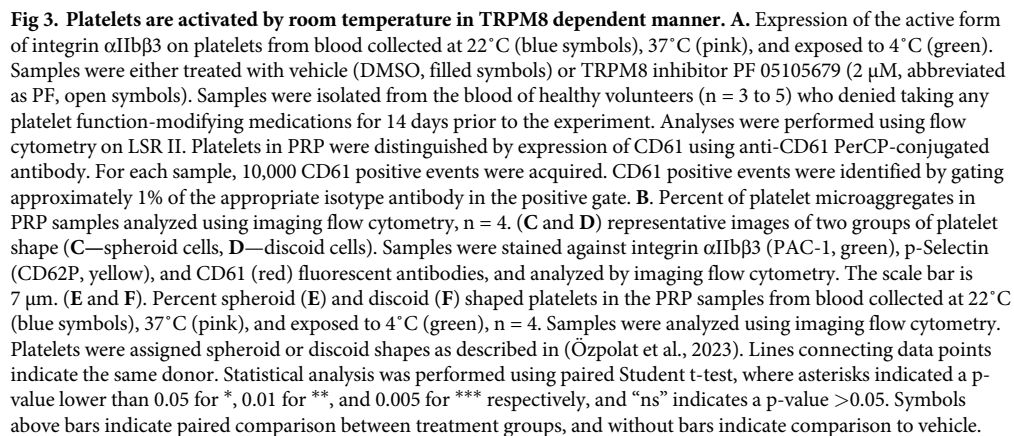 Fig 3. Platelets are activated by room temperature in TRPM8 dependent manner. A. Expression of the active form
of integrin αIIbβ3 on platelets from blood collected at 22˚C (blue symbols), 37˚C (pink), and exposed to 4˚C (green).
Samples were either treated with vehicle (DMSO, filled symbols) or TRPM8 inhibitor PF 05105679 (2 μM, abbreviated
as PF, open symbols). Samples were isolated from the blood of healthy volunteers (n = 3 to 5) who denied taking any
platelet function-modifying medications for 14 days prior to the experiment. Analyses were performed using flow
cytometry on LSR II. Platelets in PRP were distinguished by expression of CD61 using anti-CD61 PerCP-conjugated
antibody. For each sample, 10,000 CD61 positive events were acquired. CD61 positive events were identified by gating
approximately 1% of the appropriate isotype antibody in the positive gate. B. Percent of platelet microaggregates in
PRP samples analyzed using imaging flow cytometry, n = 4. (C and D) representative images of two groups of platelet
shape (C—spheroid cells, D—discoid cells). Samples were stained against integrin αIIbβ3 (PAC-1, green), p-Selectin
(CD62P, yellow), and CD61 (red) fluorescent antibodies, and analyzed by imaging flow cytometry. The scale bar is
7 μm. (E and F). Percent spheroid (E) and discoid (F) shaped platelets in the PRP samples from blood collected at 22˚C
(blue symbols), 37˚C (pink), and exposed to 4˚C (green), n = 4. Samples were analyzed using imaging flow cytometry.
Platelets were assigned spheroid or discoid shapes as described in (Özpolat et al., 2023). Lines connecting data points
indicate the same donor. Statistical analysis was performed using paired Student t-test, where asterisks indicated a p-
value lower than 0.05 for *, 0.01 for **, and 0.005 for *** respectively, and “ns” indicates a p-value >0.05. Symbols
above bars indicate paired comparison between treatment groups, and without bars indicate comparison to vehicle.